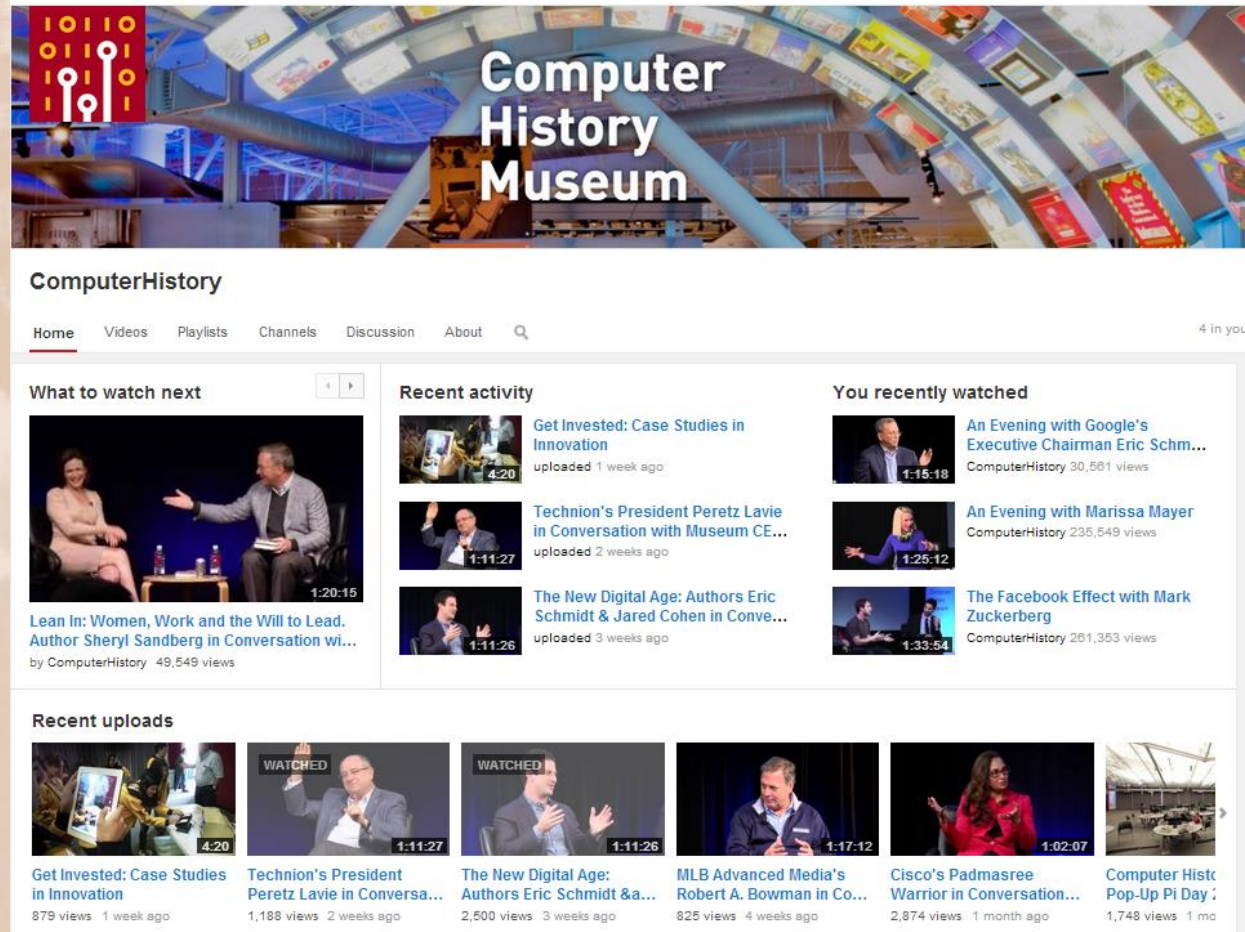 10110
Computer
History
Museum
ComputerHistory
Home Videos Playlists Channels Discussion About
4 in you
What to watch next
1:20:15
Lean In: Women, Work and the Will to Lead.
Author Sheryl Sandberg in Conversation wi...
by ComputerHistory 49,549 views
Recent activity
4:20
Get Invested: Case Studies in
Innovation
uploaded 1 week ago
1:11:27
Technion's President Peretz Lavie
in Conversation with Museum CE...
uploaded 2 weeks ago
1:11:26
The New Digital Age: Authors Eric
Schmidt & Jared Cohen in Conve...
uploaded 3 weeks ago
You recently watched
1:15:18
An Evening with Google's
Executive Chairman Eric Schm...
ComputerHistory 30,561 views
1:25:12
An Evening with Marissa Mayer
ComputerHistory 235,549 views
1:33:54
The Facebook Effect with Mark
Zuckerberg
ComputerHistory 261,353 views
Recent uploads
4:20
Get Invested: Case Studies
in Innovation
879 views 1 week ago
WATCHED
1:11:27
Technion's President
Peretz Lavie in Conversa...
1,188 views 2 weeks ago
WATCHED
1:11:26
The New Digital Age:
Authors Eric Schmidt &a...
2,500 views 3 weeks ago
1:17:12
MLB Advanced Media's
Robert A. Bowman in Co...
825 views 4 weeks ago
1:02:07
Cisco's Padmasree
Warrior in Conversation...
2,874 views 1 month ago
Computer Histo
Pop-Up Pi Day
1,748 views 1 mo